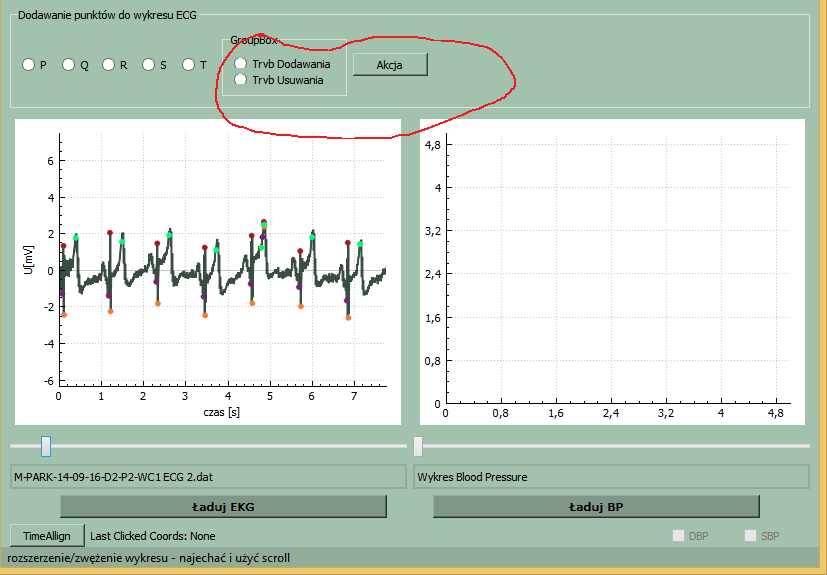 Dodawanie punktów do wykresu ECG
GroupBox
P Q R S T
Tryb Dodawania
Tryb Usuwania
Akcja
6
4
2
0
-2
-4
-6
U[mV]
0 1 2 3 4 5 6 7
czas [s]
4,8
4
3,2
2,4
1,6
0,8
0
0 0,8 1,6 2,4 3,2 4 4,8
M-PARK-14-09-16-D2-P2-WC1 ECG 2.dat
Wykres Blood Pressure
Ładuj EKG
Ładuj BP
TimeAllign
Last Clicked Coords: None
DBP
SBP
rozszerzenie/zwężenie wykresu - najechać i użyć scroll